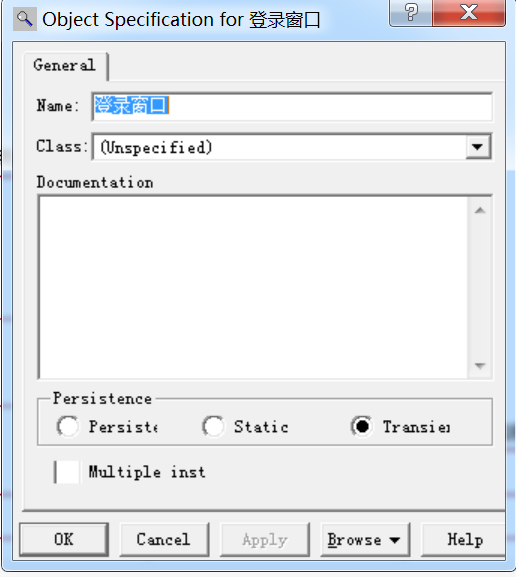 Object Specification for 登录窗口
General
Name: 登录窗口
Class: (Unspecified)
Documentation
Persistence
Persiste Static Transier
Multiple inst
OK Cancel Apply Browse Help